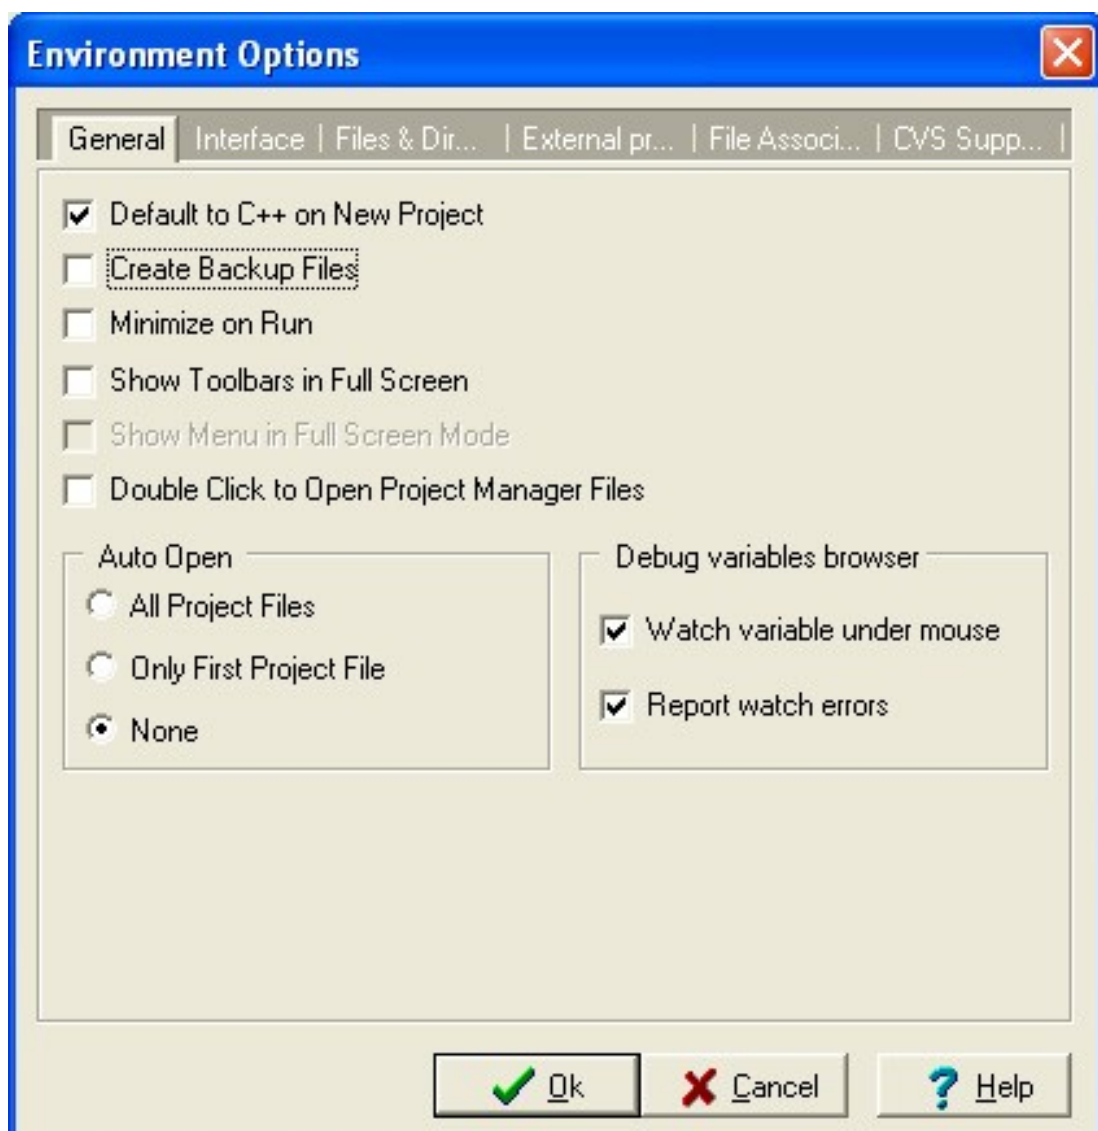 Environment Options
General Interface | Files & Dir... | External pr... | File Associ... | CVS Supp... |
Default to C++ on New Project
Create Backup Files
Minimize on Run
Show Toolbars in Full Screen
Show Menu in Full Screen Mode
Double Click to Open Project Manager Files
Auto Open
All Project Files
Only First Project File
None
Debug variables browser
Watch variable under mouse
Report watch errors
Ok Cancel Help